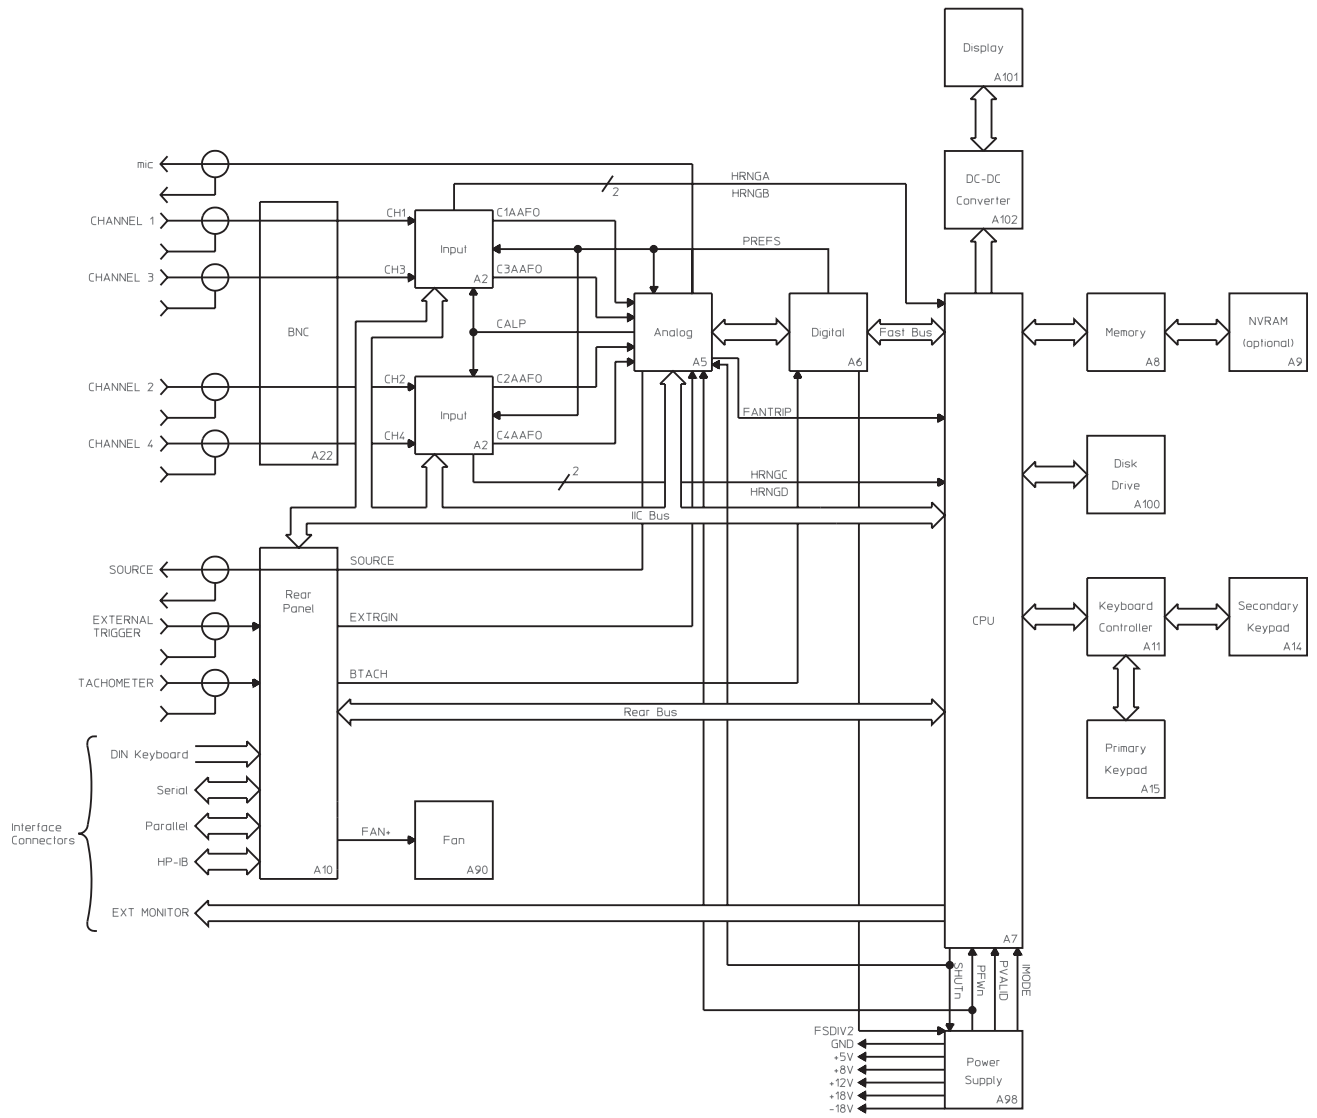 Display
A101
mic
HRNGA
2
HRNGB
DC-DC
Converter
A102
CHANNEL 1
CH1
C1AAFO
Input
PREFS
CHANNEL 3
CH3
A2
C3AAFO
BNC
CALP
Analog
A5
Digital
A6
Fast Bus
Memory
A8
NVRAM
(optional)
A9
CHANNEL 2
CH2
C2AAFO
Input
FANTRIP
CHANNEL 4
CH4
A2
C4AAFO
A22
2
HRNGC
HRNGD
Disk
Drive
A100
IIC Bus
SOURCE
SOURCE
Rear
Panel
EXTERNAL
TRIGGER
EXTRGIN
CPU
Keyboard
Controller
A11
Secondary
Keypad
A14
TACHOMETER
BTACH
Rear Bus
Primary
Keypad
A15
Interface
Connectors
DIN Keyboard
Serial
Parallel
HP-IB
A10
FAN+
Fan
A90
EXT MONITOR
A7
SHUTn
PFWn
PVALID
IMODE
FSDIV2
GND
+5V
+8V
+12V
+18V
-18V
Power
Supply
A98